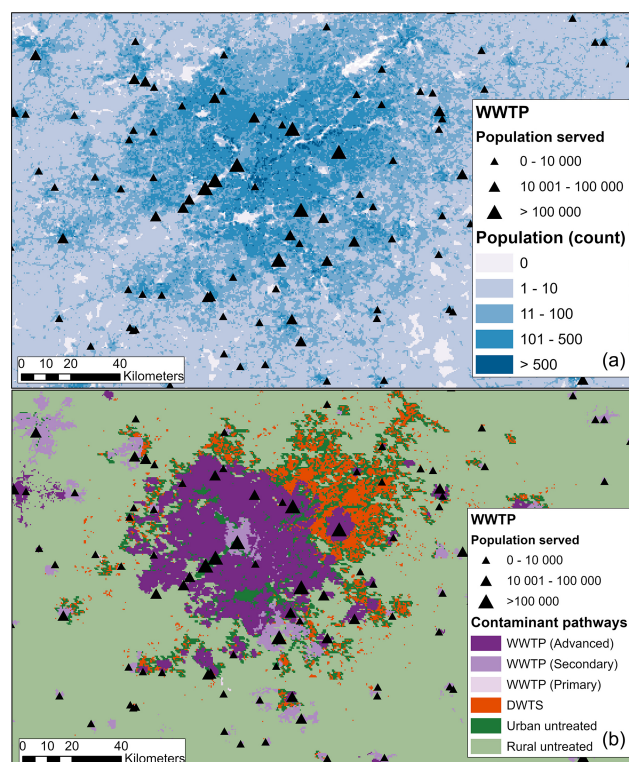 WWTP
Population served
0 - 10 000
10 001 - 100 000
> 100 000
Population (count)
0
1 - 10
11 - 100
101 - 500
> 500
(a)
0 10 20 40
Kilometers
WWTP
Population served
0 - 10 000
10 001 - 100 000
>100 000
Contaminant pathways
WWTP (Advanced)
WWTP (Secondary)
WWTP (Primary)
DWTS
Urban untreated
Rural untreated
(b)
0 10 20 40
Kilometers